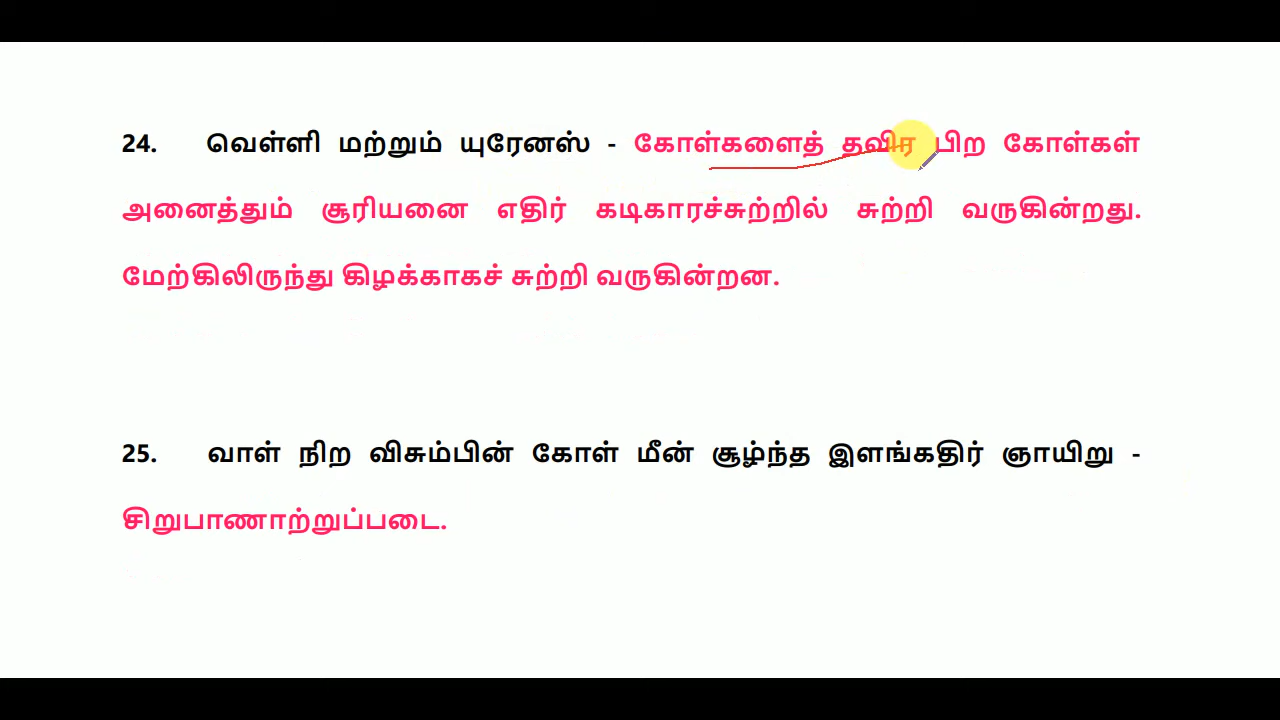 24. வெள்ளி மற்றும் யுரேனஸ் - கோள்களைத் தவிர பிற கோள்கள்
அனைத்தும் சூரியனை எதிர் கடிகாரச்சுற்றில் சுற்றி வருகின்றது.
மேற்கிலிருந்து கிழக்காகச் சுற்றி வருகின்றன.
25. வாள் நிற விசும்பின் கோள் மீன் சூழ்ந்த இளங்கதிர் ஞாயிறு -
சிறுபாணாற்றுப்படை.